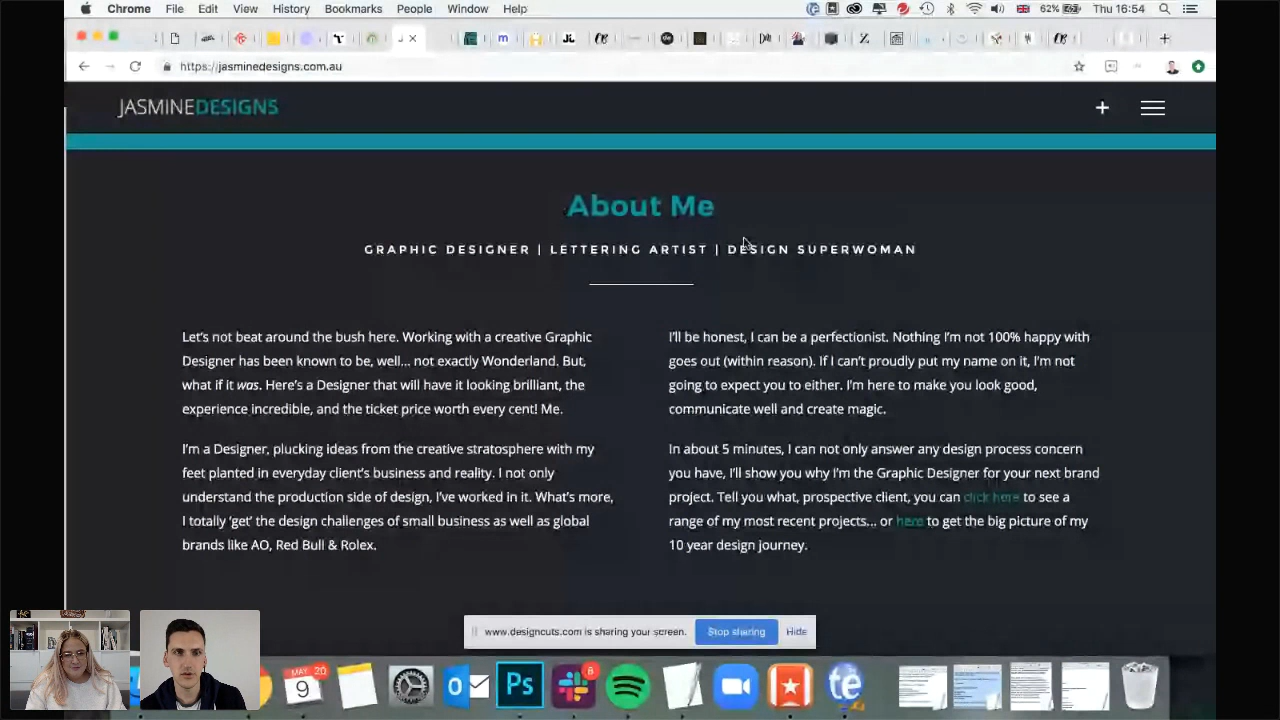 Chrome File Edit View History Bookmarks People Window Help 62% Thu 16:54
https://jasminedesigns.com.au
JASMINEDESIGNS
About Me
GRAPHIC DESIGNER | LETTERING ARTIST | DESIGN SUPERWOMAN
Let's not beat around the bush here. Working with a creative Graphic
Designer has been known to be, well... not exactly Wonderland. But,
what if it was. Here's a Designer that will have it looking brilliant, the
experience incredible, and the ticket price worth every cent! Me.
I'm a Designer, plucking ideas from the creative stratosphere with my
feet planted in everyday client's business and reality. I not only
understand the production side of design, I've worked in it. What's more,
I totally 'get' the design challenges of small business as well as global
brands like AO, Red Bull & Rolex.
I'll be honest, I can be a perfectionist. Nothing I'm not 100% happy with
goes out (within reason). If I can't proudly put my name on it, I'm not
going to expect you to either. I'm here to make you look good,
communicate well and create magic.
In about 5 minutes, I can not only answer any design process concern
you have, I'll show you why I'm the Graphic Designer for your next brand
project. Tell you what, prospective client, you can click here to see a
range of my most recent projects... or here to get the big picture of my
10 year design journey.
www.designcuts.com is sharing your screen. Stop sharing Hide
MAY 20
9
Ps
8